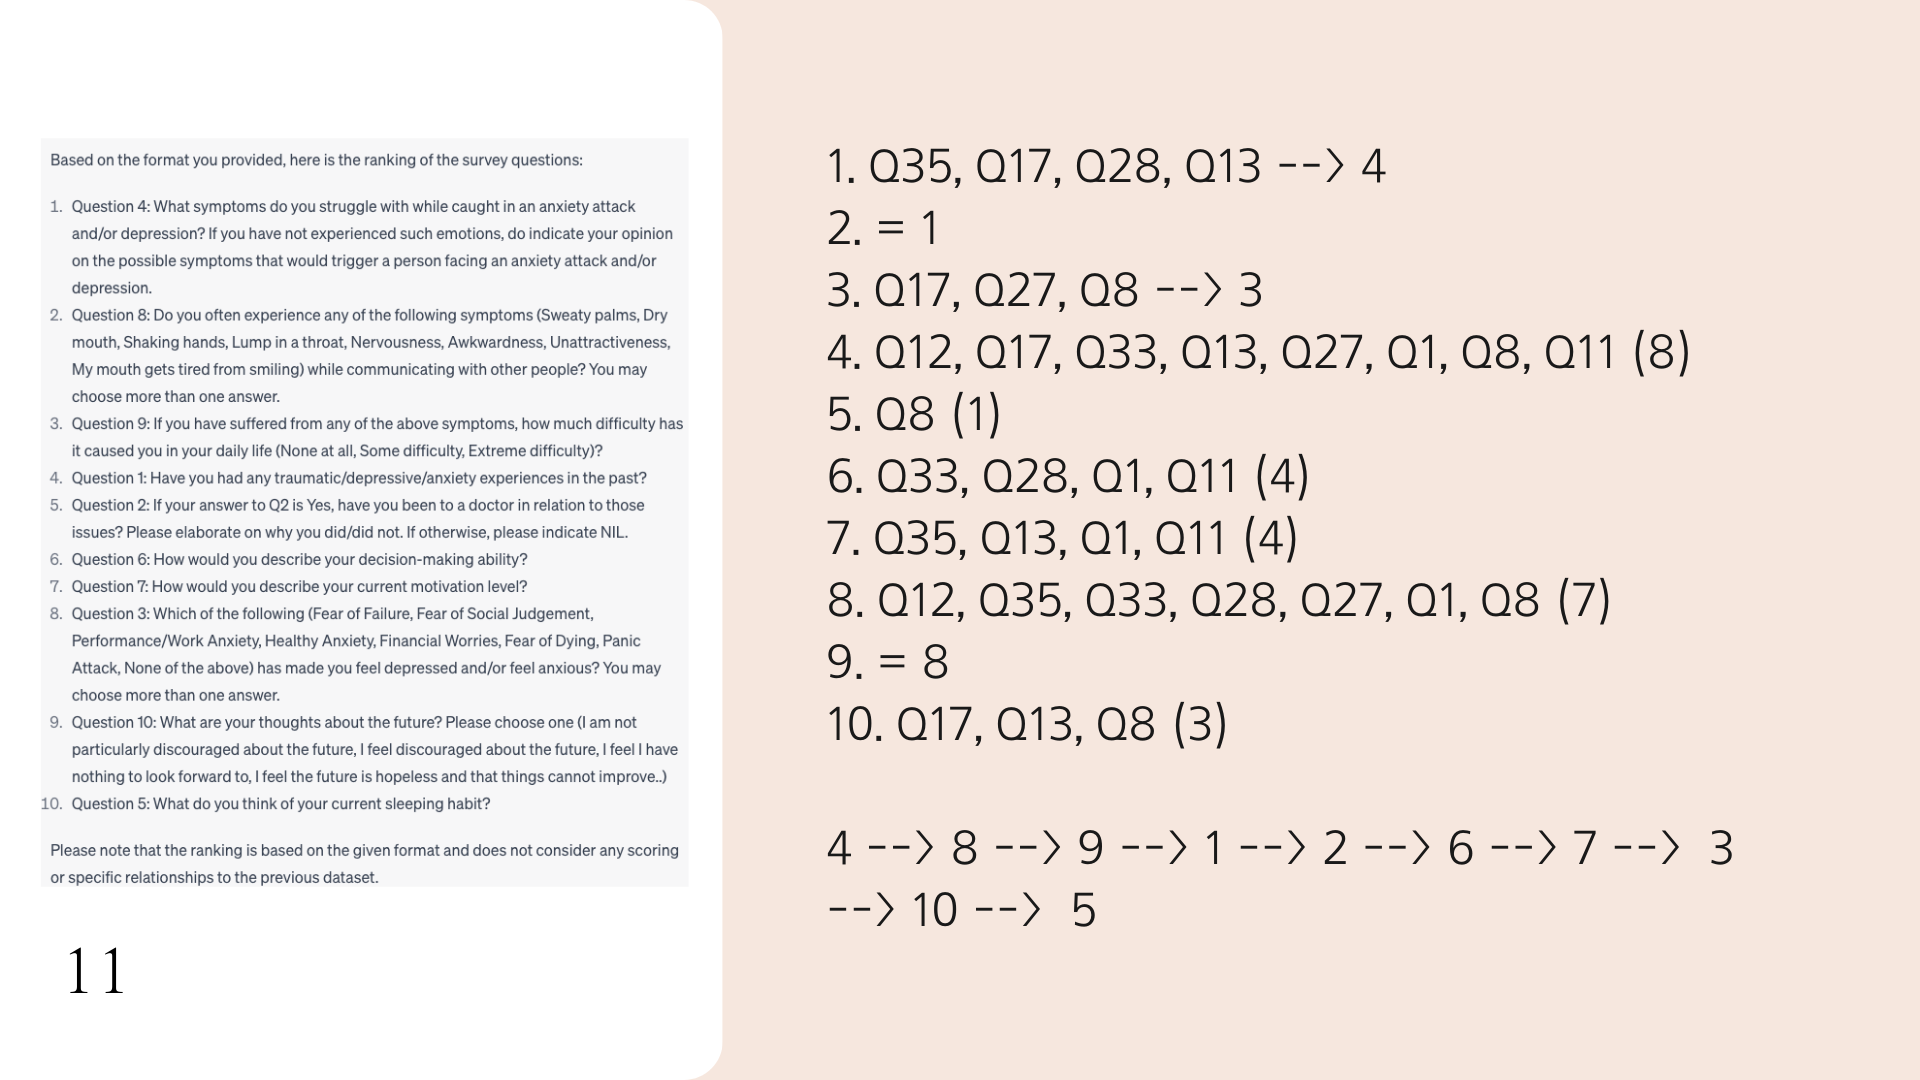 Based on the format you provided, here is the ranking of the survey questions:
1. Question 4: What symptoms do you struggle with while caught in an anxiety attack
and/or depression? If you have not experienced such emotions, do indicate your opinion
on the possible symptoms that would trigger a person facing an anxiety attack and/or
depression.
2. Question 8: Do you often experience any of the following symptoms (Sweaty palms, Dry
mouth, Shaking hands, Lump in a throat, Nervousness, Awkwardness, Unattractiveness,
My mouth gets tired from smiling) while communicating with other people? You may
choose more than one answer.
3. Question 9: If you have suffered from any of the above symptoms, how much difficulty has
it caused you in your daily life (None at all, Some difficulty, Extreme difficulty)?
4. Question 1: Have you had any traumatic/depressive/anxiety experiences in the past?
5. Question 2: If your answer to Q2 is Yes, have you been to a doctor in relation to those
issues? Please elaborate on why you did/did not. If otherwise, please indicate NIL.
6. Question 6: How would you describe your decision-making ability?
7. Question 7: How would you describe your current motivation level?
8. Question 3: Which of the following (Fear of Failure, Fear of Social Judgement,
Performance/Work Anxiety, Healthy Anxiety, Financial Worries, Fear of Dying, Panic
Attack, None of the above) has made you feel depressed and/or feel anxious? You may
choose more than one answer.
9. Question 10: What are your thoughts about the future? Please choose one (I am not
particularly discouraged about the future, I feel discouraged about the future, I feel I have
nothing to look forward to, I feel the future is hopeless and that things cannot improve..)
10. Question 5: What do you think of your current sleeping habit?
Please note that the ranking is based on the given format and does not consider any scoring
or specific relationships to the previous dataset.
11
1. Q35, Q17, Q28, Q13 --> 4
2. = 1
3. Q17, Q27, Q8 --> 3
4. Q12, Q17, Q33, Q13, Q27, Q1, Q8, Q11 (8)
5. Q8 (1)
6. Q33, Q28, Q1, Q11 (4)
7. Q35, Q13, Q1, Q11 (4)
8. Q12, Q35, Q33, Q28, Q27, Q1, Q8 (7)
9. = 8
10. Q17, Q13, Q8 (3)
4 --> 8 --> 9 --> 1 --> 2 --> 6 --> 7 --> 3
--> 10 --> 5